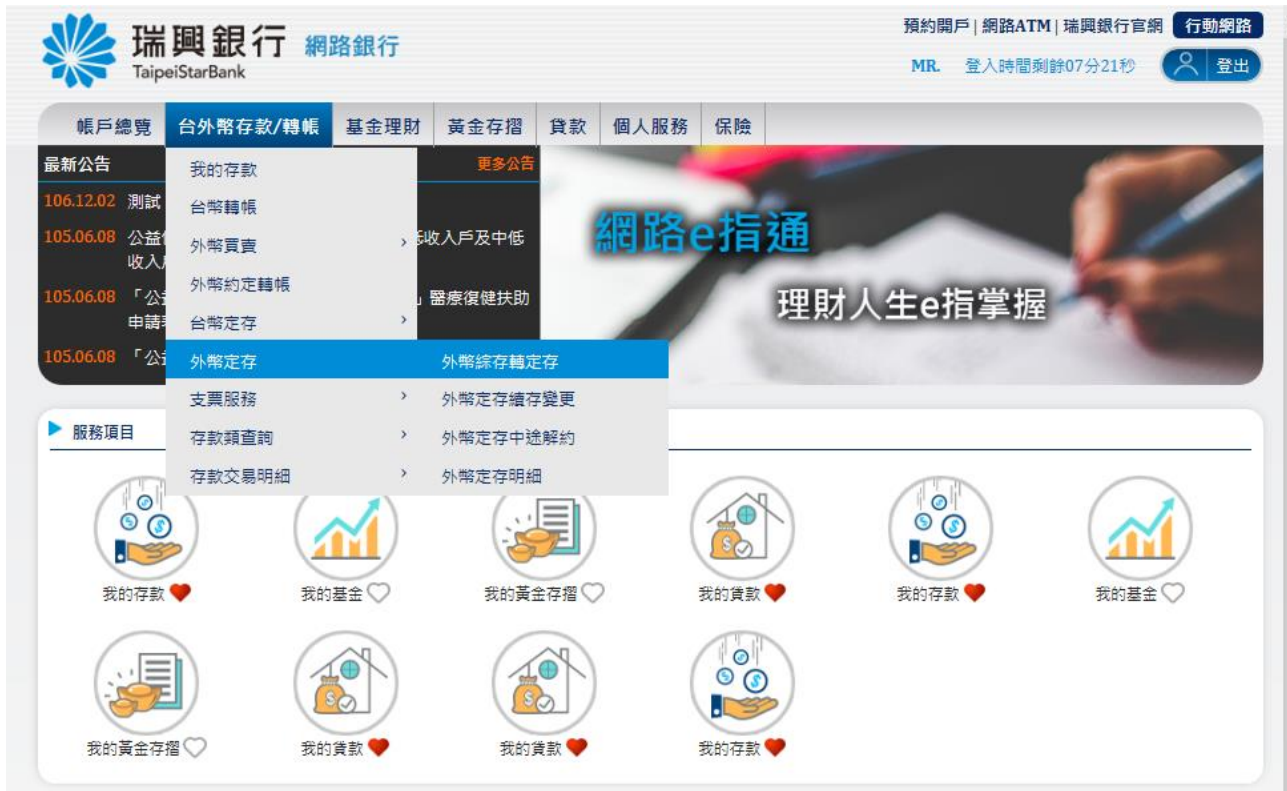 瑞興銀行 網路銀行
TaipeiStarBank
預約開戶 | 網路ATM | 瑞興銀行官網 行動網路
MR. 登入時間剩餘07分21秒 登出
帳戶總覽 台外幣存款/轉帳 基金理財 黃金存摺 貸款 個人服務 保險
最新公告 更多公告
106.12.02 測試
105.06.08 公益
收入戶及中低
收入
105.06.08 「公
」醫療復健扶助
申請
105.06.08 「公
我的存款
台幣轉帳
外幣買賣 ›
外幣約定轉帳
台幣定存 ›
外幣定存
支票服務 ›
存款類查詢 ›
存款交易明細 ›
外幣綜存轉定存
外幣定存續存變更
外幣定存中途解約
外幣定存明細
網路e指通
理財人生e指掌握
服務項目
我的存款
我的基金
我的黃金存摺
我的貸款
我的存款
我的基金
我的黃金存摺
我的貸款
我的貸款
我的存款